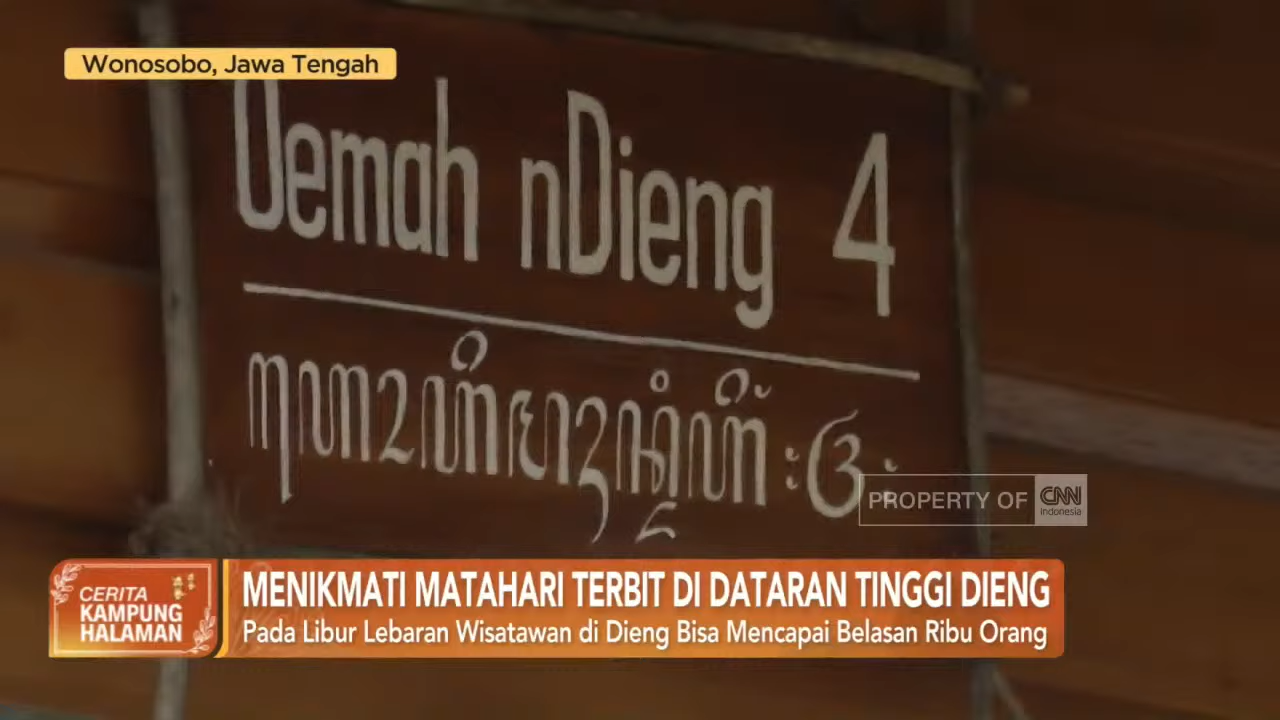 Wonosobo, Jawa Tengah
Oemah nDieng 4
PROPERTY OF CNN Indonesia
CERITA
KAMPUNG
HALAMAN
MENIKMATI MATAHARI TERBIT DI DATARAN TINGGI DIENG
Pada Libur Lebaran Wisatawan di Dieng Bisa Mencapai Belasan Ribu Orang